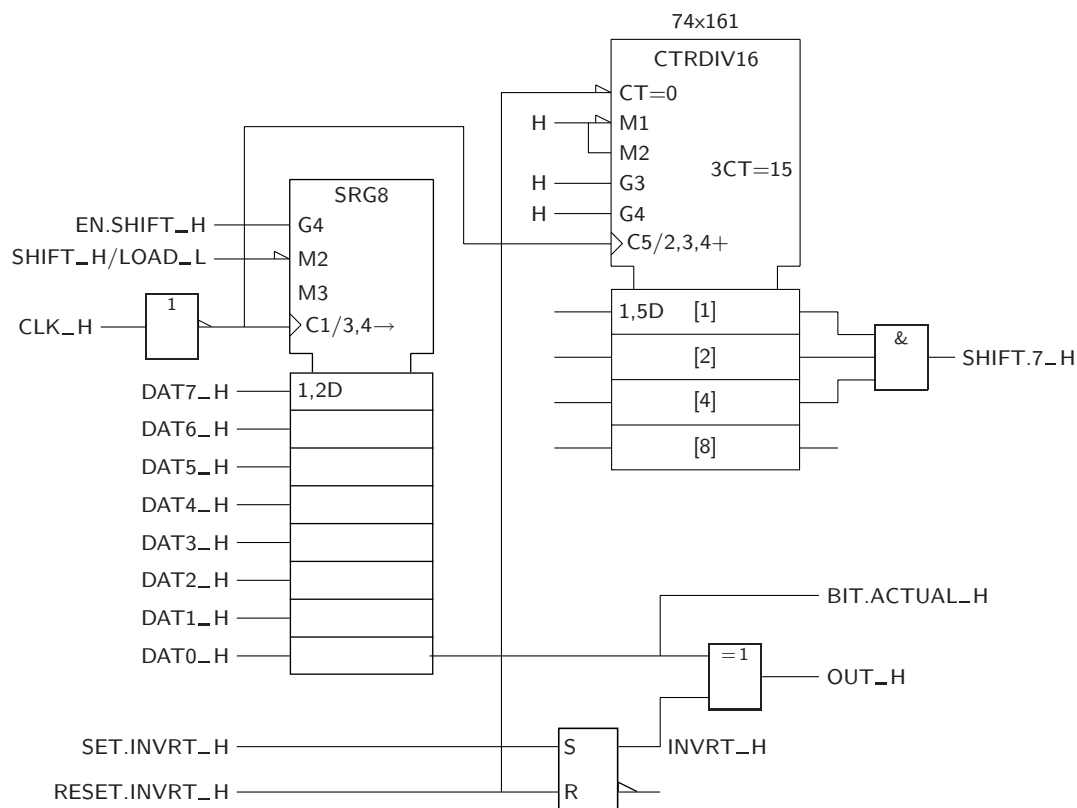 74x161
CTRDIV16
CT=0
H M1
M2
3CT=15
H G3
H G4
C5/2,3,4+
1,5D [1]
[2]
[4]
[8]
&
SHIFT.7_H
SRG8
EN.SHIFT_H G4
SHIFT_H/LOAD_L M2
M3
1
CLK_H C1/3,4→
DAT7_H 1,2D
DAT6_H
DAT5_H
DAT4_H
DAT3_H
DAT2_H
DAT1_H
DAT0_H
BIT.ACTUAL_H
=1
OUT_H
SET.INVRT_H S INVRT_H
RESET.INVRT_H R